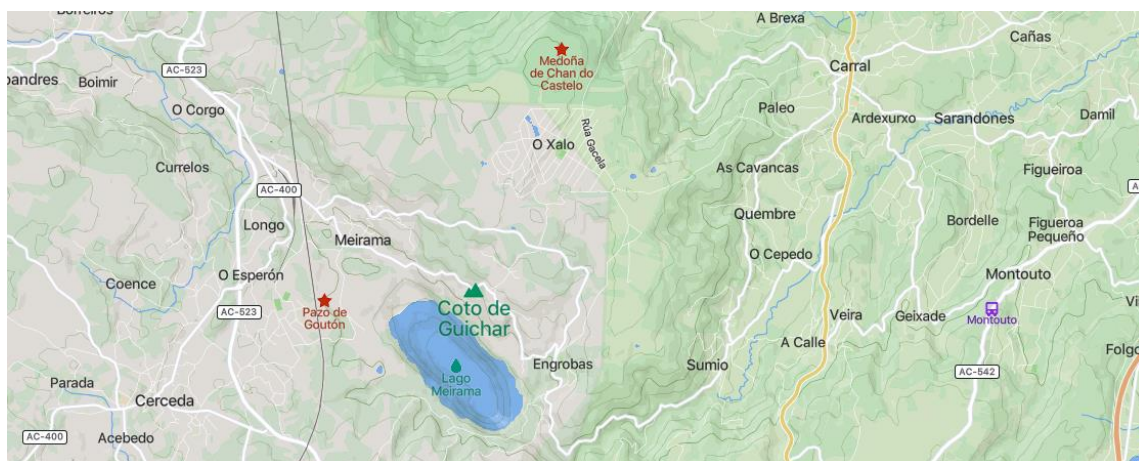 Borreiros
A Brexa
Cañas
AC-523
Medoña
de Chan do
Castelo
Carral
Boimir
O Corgo
Paleo
Ardexurxo
Sarandones
Damil
Rúa Gacela
O Xalo
Currelos
As Cavancas
Figueiroa
AC-400
Longo
Meirama
Quembre
Bordelle
Figueroa
Pequeño
O Cepedo
O Esperón
Coence
Montouto
AC-523
Pazo de
Goutón
Coto de
Guichar
Montouto
Veira
Geixade
A Calle
Engrobas
Sumio
Lago
Meirama
AC-542
Parada
Cerceda
AC-400
Acebedo